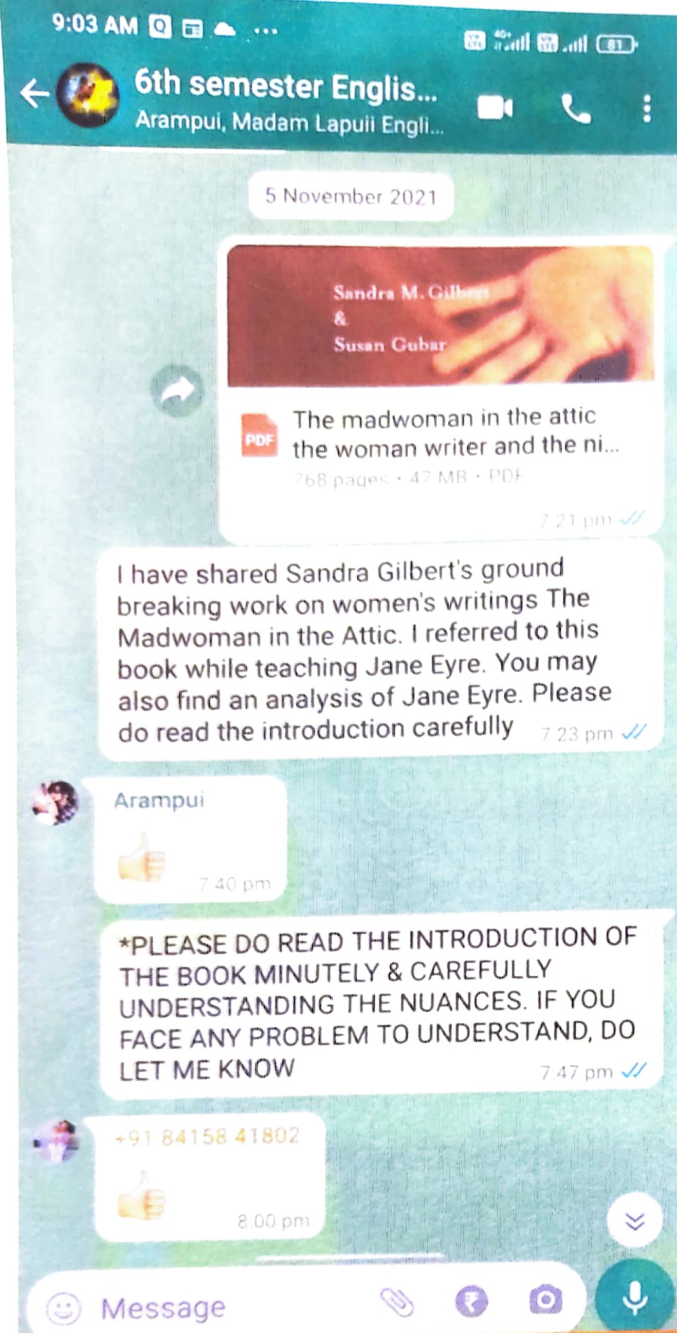 9:03 AM
81
6th semester Englis...
Arampui, Madam Lapuii Engli...
5 November 2021
Sandra M. Gilbert
&
Susan Gubar
PDF
The madwoman in the attic
the woman writer and the ni...
768 pages • 47 MB • PDF
7:21 pm
I have shared Sandra Gilbert's ground
breaking work on women's writings The
Madwoman in the Attic. I referred to this
book while teaching Jane Eyre. You may
also find an analysis of Jane Eyre. Please
do read the introduction carefully
7:23 pm
Arampui
7:40 pm
*PLEASE DO READ THE INTRODUCTION OF
THE BOOK MINUTELY & CAREFULLY
UNDERSTANDING THE NUANCES. IF YOU
FACE ANY PROBLEM TO UNDERSTAND, DO
LET ME KNOW
7:47 pm
+91 84158 41802
8:00 pm
Message